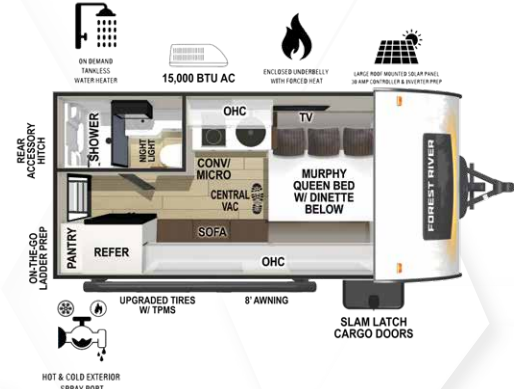 ON DEMAND
TANKLESS
WATER HEATER
15,000 BTU AC
ENCLOSED UNDERBELLY
WITH FORCED HEAT
LARGE ROOF MOUNTED SOLAR PANEL
30 AMP CONTROLLER & INVERTER PREP
REAR
ACCESSORY
HITCH
SHOWER
NIGHT
LIGHT
OHC
TV
CONV/
MICRO
CENTRAL
VAC
MURPHY
QUEEN BED
W/ DINETTE
BELOW
FOREST RIVER
ON-THE-GO
LADDER PREP
PANTRY
REFER
SOFA
OHC
UPGRADED TIRES
W/ TPMS
8' AWNING
SLAM LATCH
CARGO DOORS
HOT & COLD EXTERIOR
SPRAY PORT